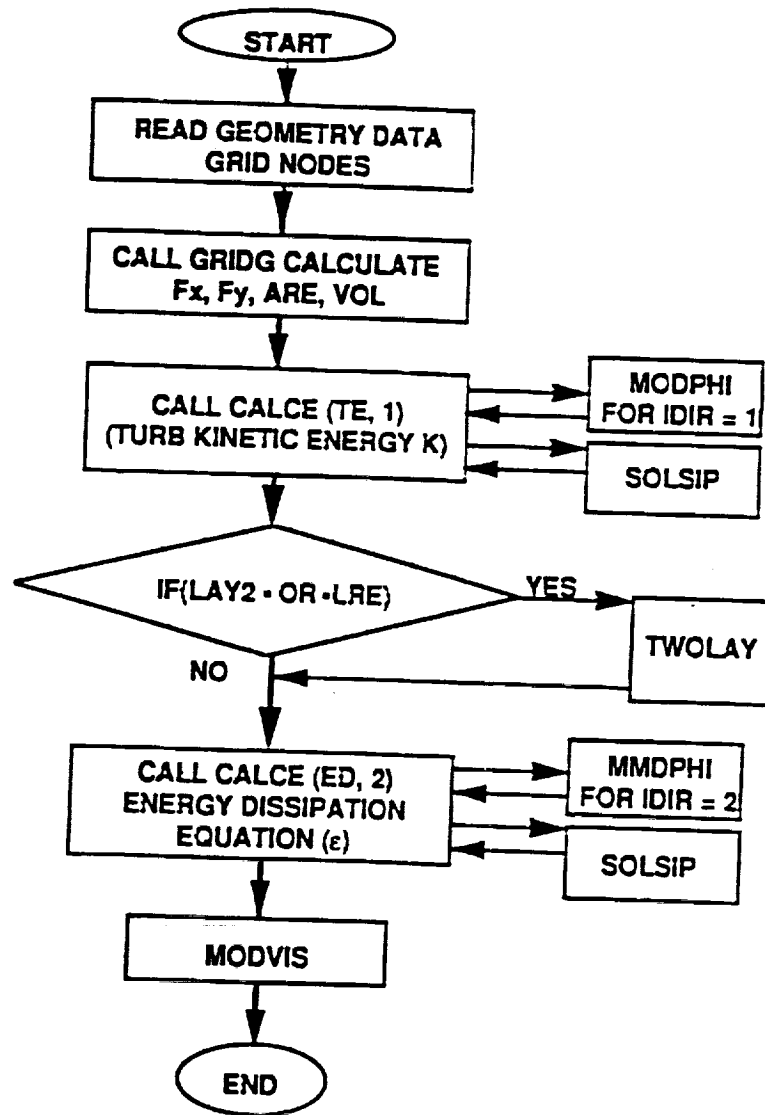 START
READ GEOMETRY DATA
GRID NODES
CALL GRIDG CALCULATE
Fx, Fy, ARE, VOL
CALL CALCE (TE, 1)
(TURB KINETIC ENERGY K)
MODPHI
FOR IDIR = 1
SOLSIP
IF(LAY2 • OR •LRE)
YES
TWOLAY
NO
CALL CALCE (ED, 2)
ENERGY DISSIPATION
EQUATION (ε)
MMDPHI
FOR IDIR = 2
SOLSIP
MODVIS
END